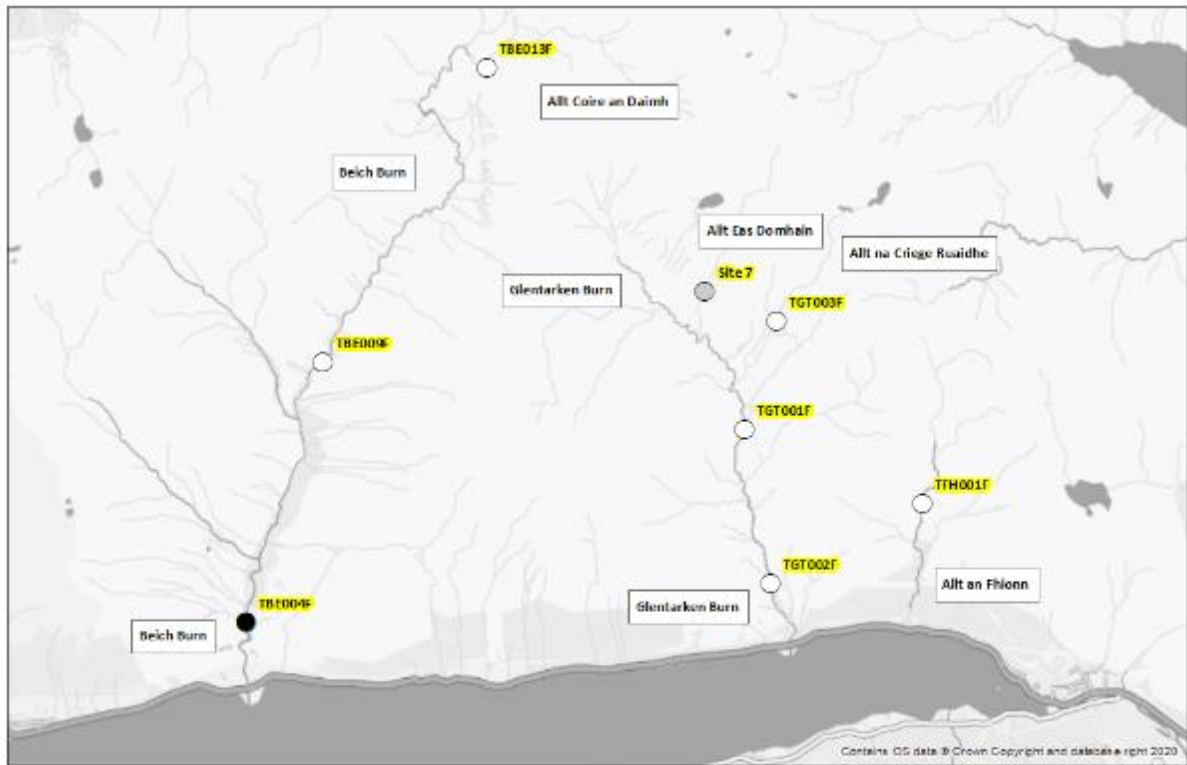 TBE013F
Allt Coire an Daimh
Beich Burn
Allt Eas Domhain
Allt na Criege Ruaidhe
Site 7
Glentarken Burn
TGT003F
TBE009F
TGT001F
TFH001F
TGT002F
Allt an Fhionn
TBE004F
Glentarken Burn
Beich Burn
Contains OS data © Crown Copyright and database right 2020